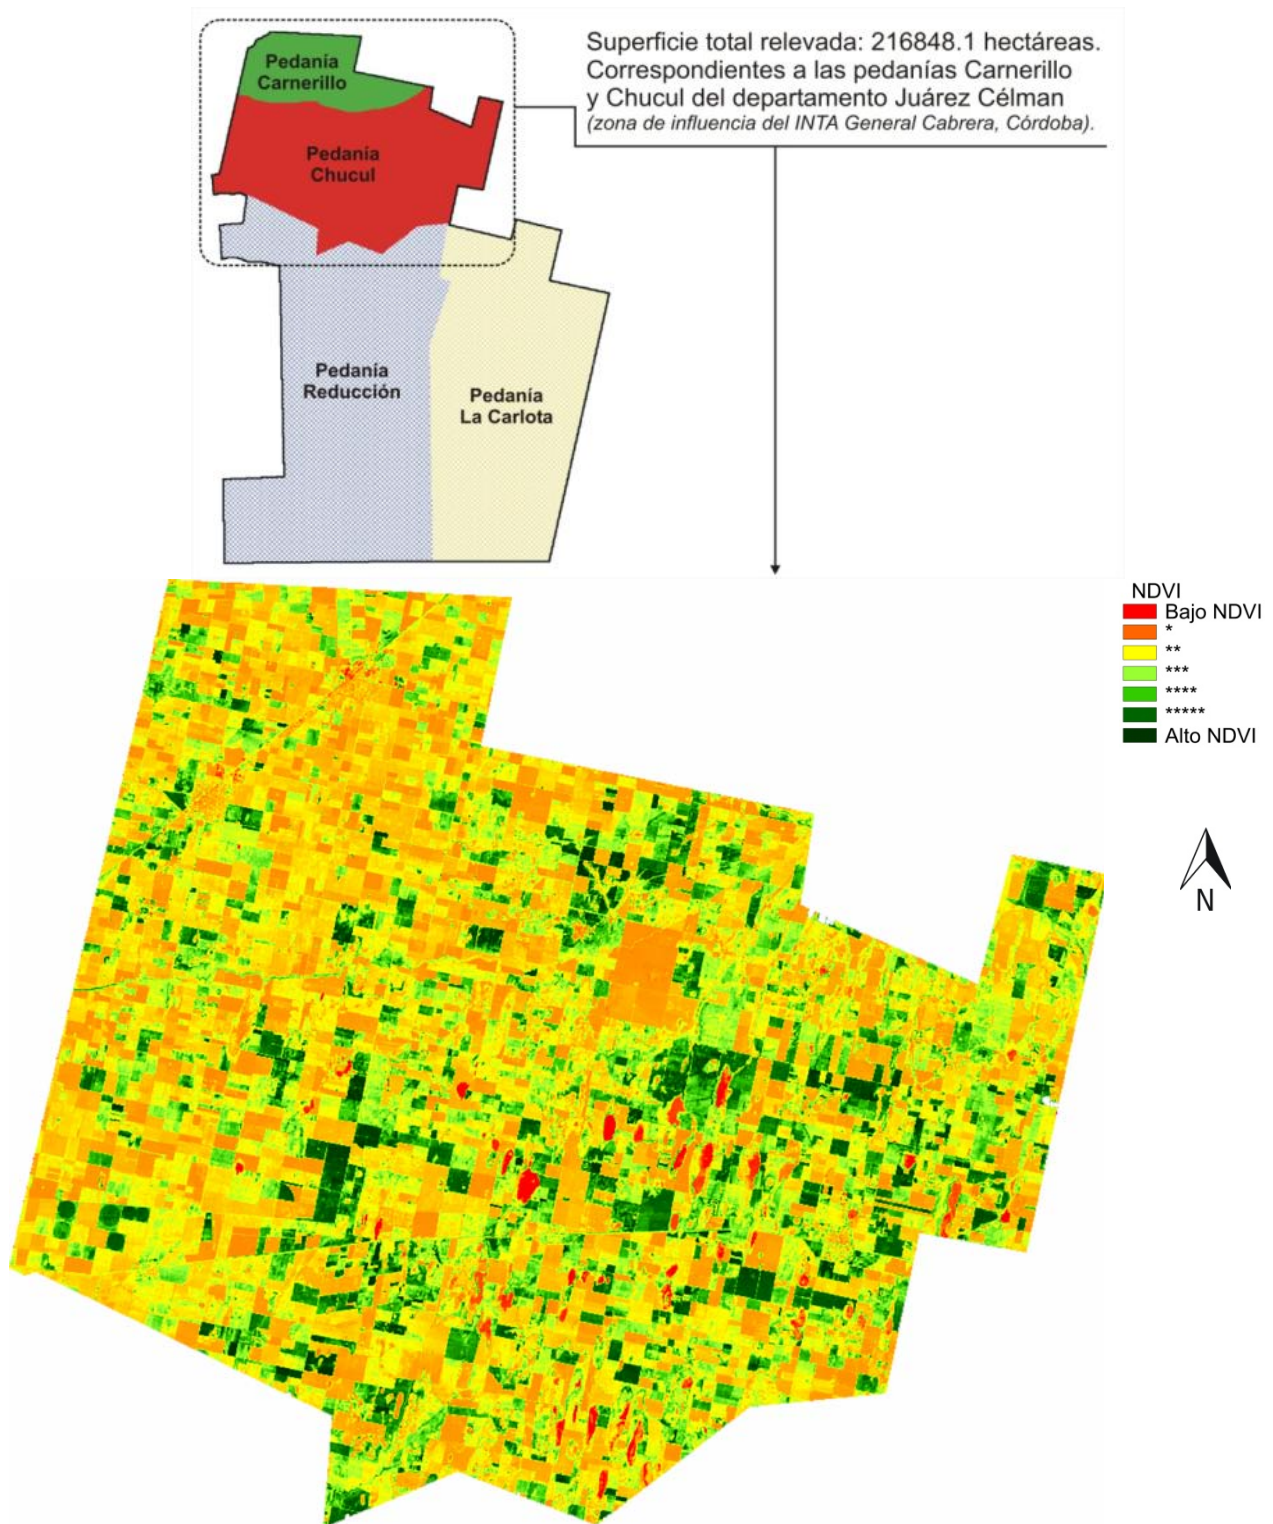 Pedanía
Carnerillo
Pedanía
Chucul
Superficie total relevada: 216848.1 hectáreas.
Correspondientes a las pedanías Carnerillo
y Chucul del departamento Juárez Célman
(zona de influencia del INTA General Cabrera, Córdoba).
Pedanía
Reducción
Pedanía
La Carlota
NDVI
Bajo NDVI
*
**
***
****
*****
Alto NDVI
N